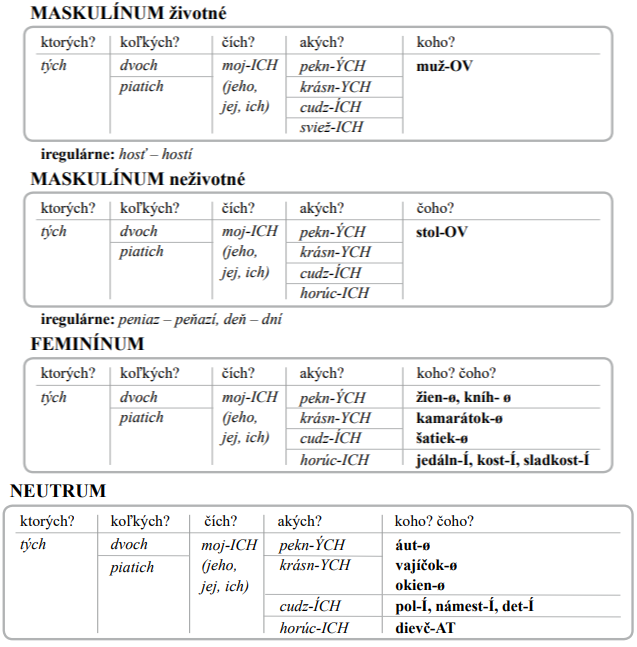 MASKULÍNUM životné
ktorých? koľkých? čích? akých? koho?
tých dvoch moj-ICH pekn-ÝCH muž-OV
piatich (jeho, krásn-YCH
jej, ich) cudz-ÍCH
sviež-ICH
iregulárne: hosť – hostí
MASKULÍNUM neživotné
ktorých? koľkých? čích? akých? čoho?
tých dvoch moj-ICH pekn-ÝCH stol-OV
piatich (jeho, krásn-YCH
jej, ich) cudz-ÍCH
horúc-ICH
iregulárne: peniaz – peňazí, deň – dní
FEMINÍNUM
ktorých? koľkých? čích? akých? koho? čoho?
tých dvoch moj-ICH pekn-ÝCH žien-ø, kníh- ø
piatich (jeho, krásn-YCH kamarátok-ø
jej, ich) cudz-ÍCH šatiek-ø
horúc-ICH jedáln-Í, kost-Í, sladkost-Í
NEUTRUM
ktorých? koľkých? čích? akých? koho? čoho?
tých dvoch moj-ICH pekn-ÝCH áut-ø
piatich (jeho, krásn-YCH vajíčok-ø
jej, ich) okien-ø
cudz-ÍCH pol-Í, námest-Í, det-Í
horúc-ICH dievč-AT